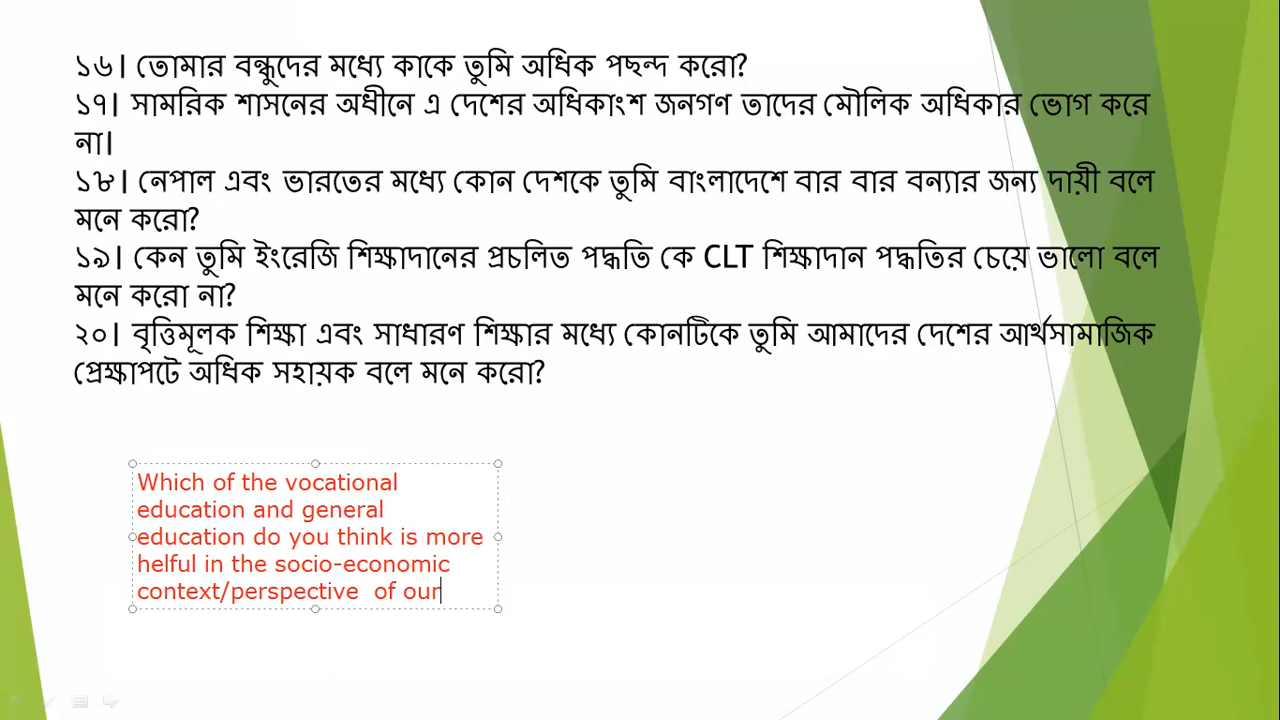 ১৬। তোমার বন্ধুদের মধ্যে কাকে তুমি অধিক পছন্দ করো?
১৭। সামরিক শাসনের অধীনে এ দেশের অধিকাংশ জনগণ তাদের মৌলিক অধিকার ভোগ করে
না।
১৮। নেপাল এবং ভারতের মধ্যে কোন দেশকে তুমি বাংলাদেশে বার বার বন্যার জন্য দায়ী বলে
মনে করো?
১৯। কেন তুমি ইংরেজি শিক্ষাদানের প্রচলিত পদ্ধতি কে CLT শিক্ষাদান পদ্ধতির চেয়ে ভালো বলে
মনে করো না?
২০। বৃত্তিমূলক শিক্ষা এবং সাধারণ শিক্ষার মধ্যে কোনটিকে তুমি আমাদের দেশের আর্থসামাজিক
প্রেক্ষাপটে অধিক সহায়ক বলে মনে করো?
Which of the vocational
education and general
education do you think is more
helful in the socio-economic
context/perspective  of our